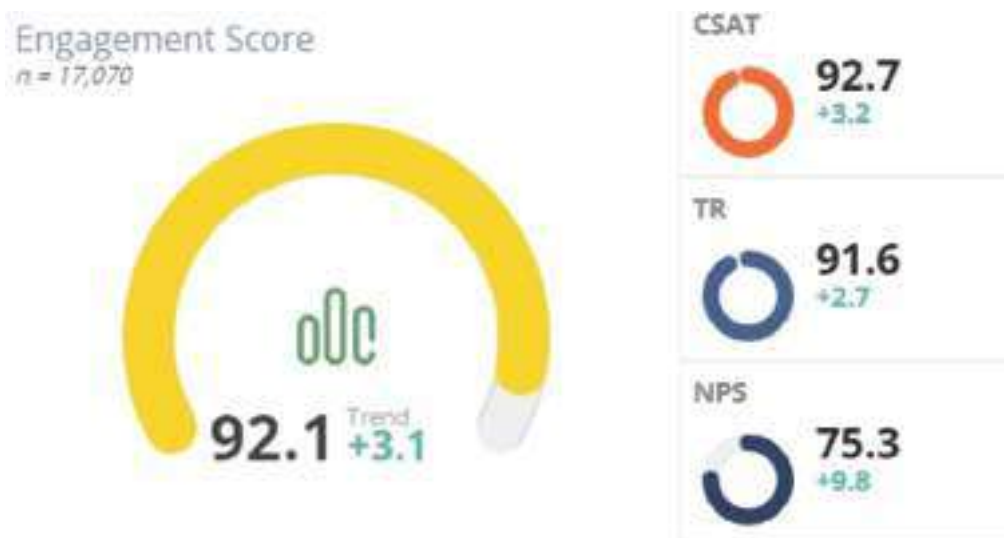 Engagement Score
n = 17,070
92.1
Trend
+3.1
CSAT
92.7
+3.2
TR
91.6
+2.7
NPS
75.3
+9.8